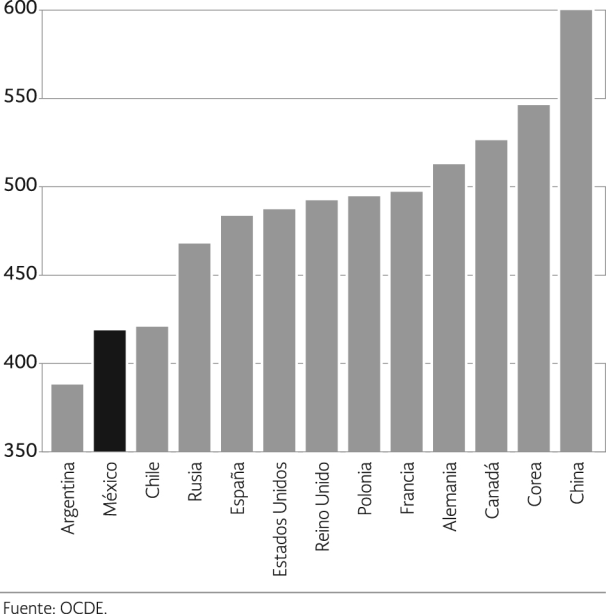 600
550
500
450
400
350
Argentina
México
Chile
Rusia
España
Estados Unidos
Reino Unido
Polonia
Francia
Alemania
Canadá
Corea
China
Fuente: OCDE.